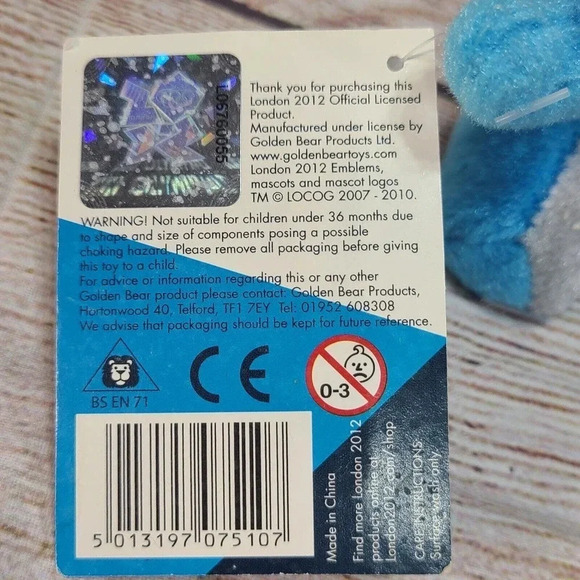 L06760055
Thank you for purchasing this
London 2012 Official Licensed
Product.
Manufactured under license by
Golden Bear Products Ltd.
www.goldenbeartoys.com
London 2012 Emblems,
mascots and mascot logos
TM © LOCOG 2007 - 2010.
WARNING! Not suitable for children under 36 months due
to shape and size of components posing a possible
choking hazard. Please remove all packaging before giving
this toy to a child.
For advice or information regarding this or any other
Golden Bear product please contact: Golden Bear Products,
Hortonwood 40, Telford, TF1 7EY Tel: 01952 608308
We advise that packaging should be kept for future reference.
BS EN 71
CE
0-3
5 013197 075107
Made in China
Find more London 2012
products online at
London2012.com/shop
CARE INSTRUCTIONS:
Surface wash only